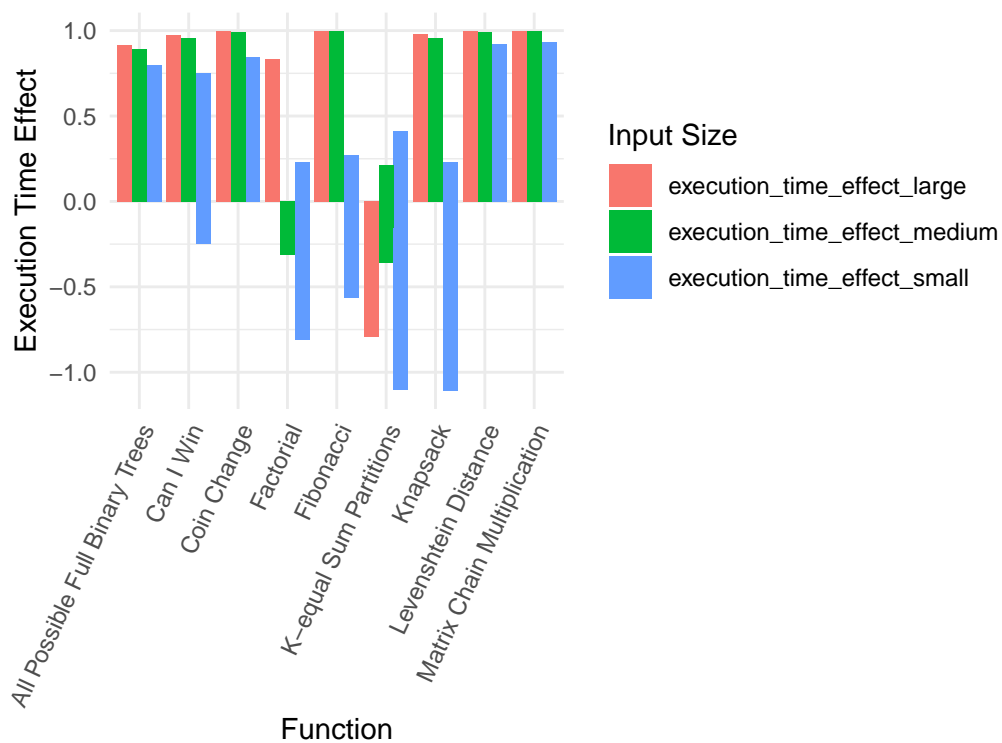 1.0
0.5
0.0
−0.5
−1.0
Execution Time Effect
All Possible Full Binary Trees
Can I Win
Coin Change
Factorial
Fibonacci
K−equal Sum Partitions
Knapsack
Levenshtein Distance
Matrix Chain Multiplication
Function
Input Size
execution_time_effect_large
execution_time_effect_medium
execution_time_effect_small